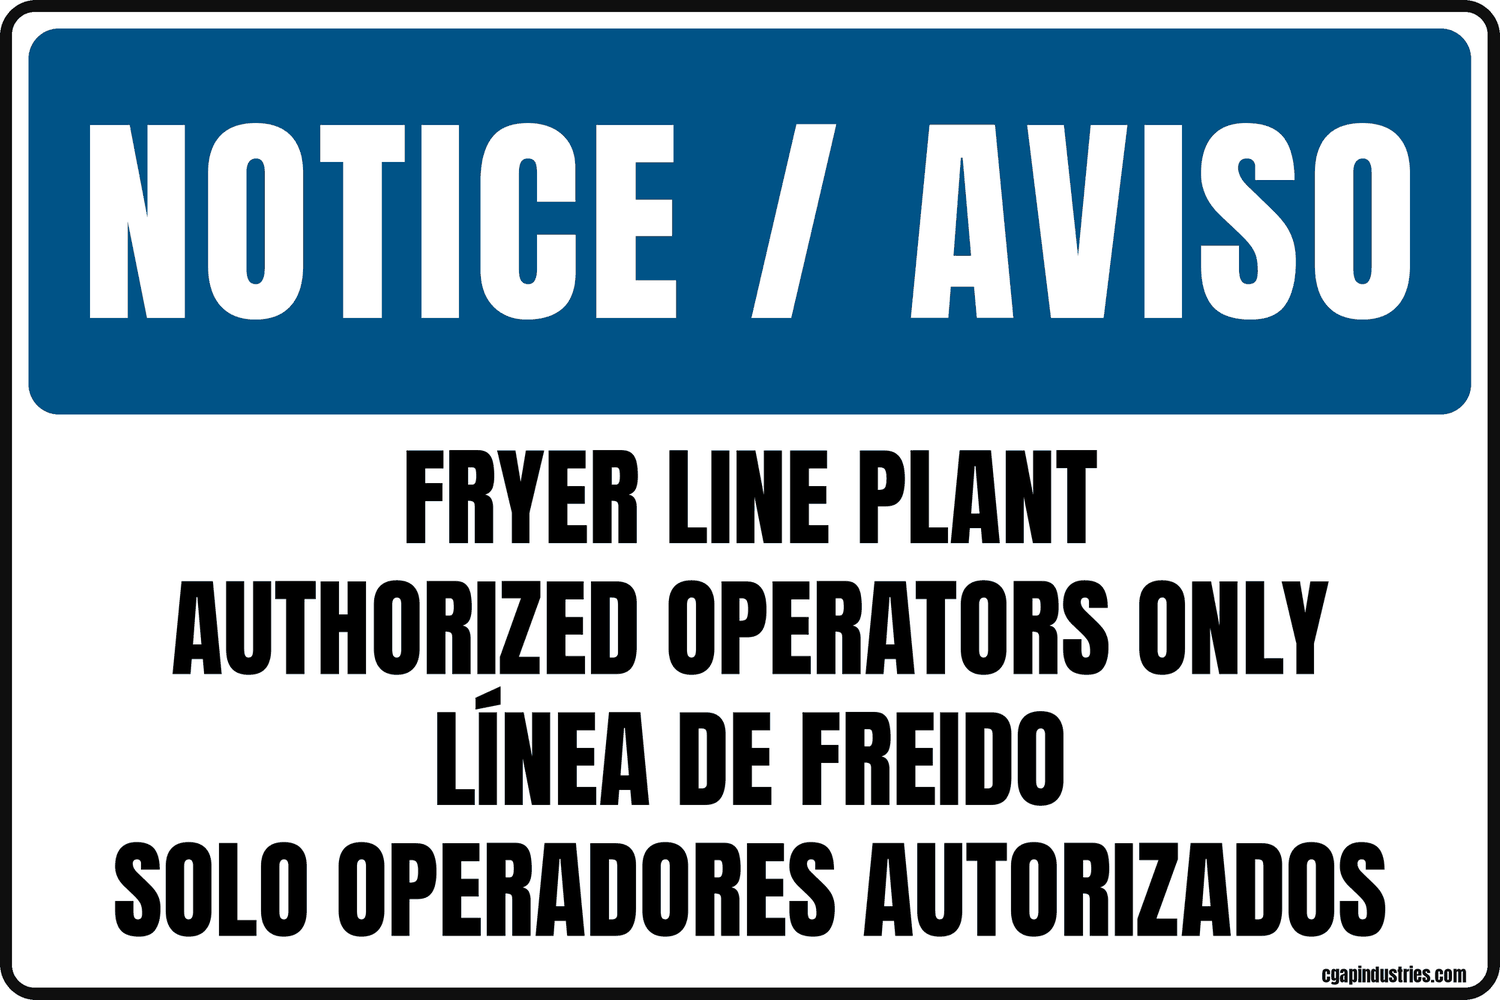 NOTICE / AVISO
FRYER LINE PLANT
AUTHORIZED OPERATORS ONLY
LÍNEA DE FREIDO
SOLO OPERADORES AUTORIZADOS
cgapindustries.com